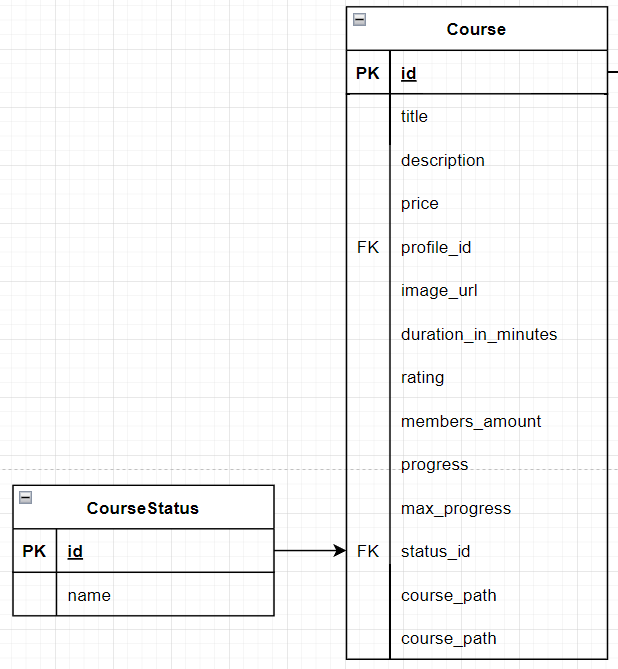 Course
PK id
title
description
price
FK profile_id
image_url
duration_in_minutes
rating
members_amount
progress
max_progress
FK status_id
course_path
course_path
CourseStatus
PK id
name